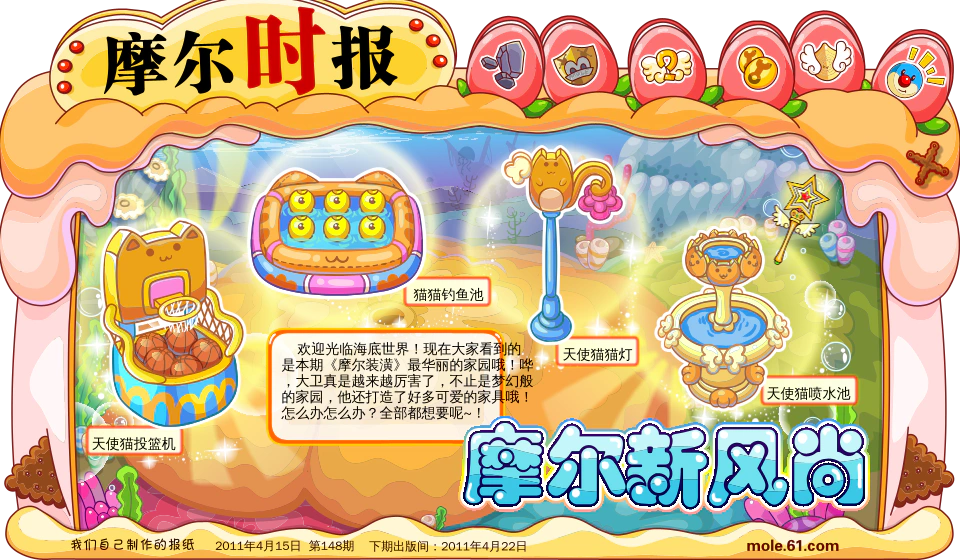 摩尔时报
猫猫钓鱼池
天使猫猫灯
天使猫喷水池
天使猫投篮机
欢迎光临海底世界！现在大家看到的
是本期《摩尔装潢》最华丽的家园哦！哗
，大卫真是越来越厉害了，不止是梦幻般
的家园，他还打造了好多可爱的家具哦！
怎么办怎么办？全部都想要呢~！
摩尔新风尚
我们自己制作的报纸 2011年4月15日 第148期 下期出版间：2011年4月22日 mole.61.com